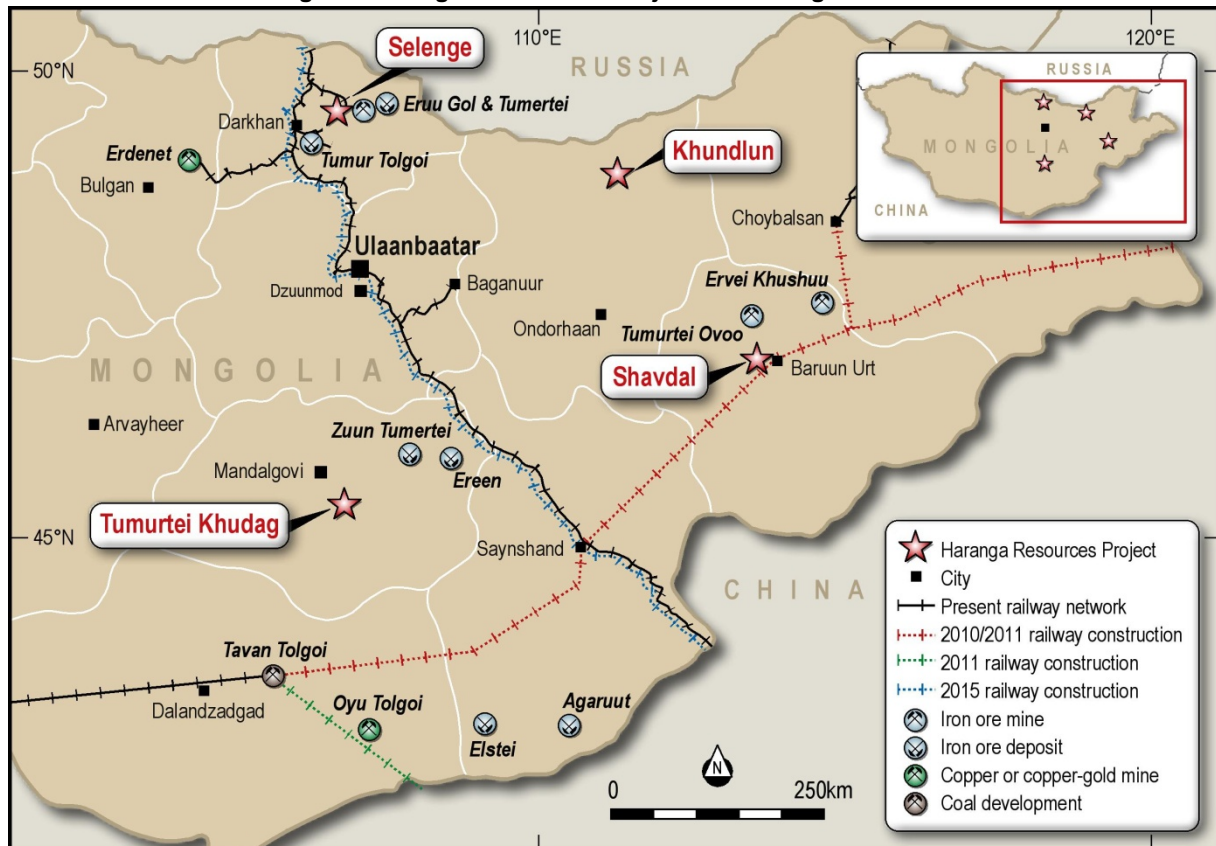 110°E
120°E
50°N
Selenge
RUSSIA
Eruu Gol & Tumertei
Darkhan
Tumur Tolgoi
Erdenet
Bulgan
Khundlun
Choybalsan
RUSSIA
MONGOLIA
CHINA
Ulaanbaatar
Dzuunmod
Baganuur
Ervei Khushuu
Ondorhaan
Tumurtei Ovoo
MONGOLIA
Shavdal
Baruun Urt
Arvayheer
Zuun Tumertei
Mandalgovi
Ereen
Tumurtei Khudag
45°N
Saynshand
CHINA
Tavan Tolgoi
Dalandzadgad
Oyu Tolgoi
Elstei
Agaruut
N
0 250km
Haranga Resources Project
City
Present railway network
2010/2011 railway construction
2011 railway construction
2015 railway construction
Iron ore mine
Iron ore deposit
Copper or copper-gold mine
Coal development